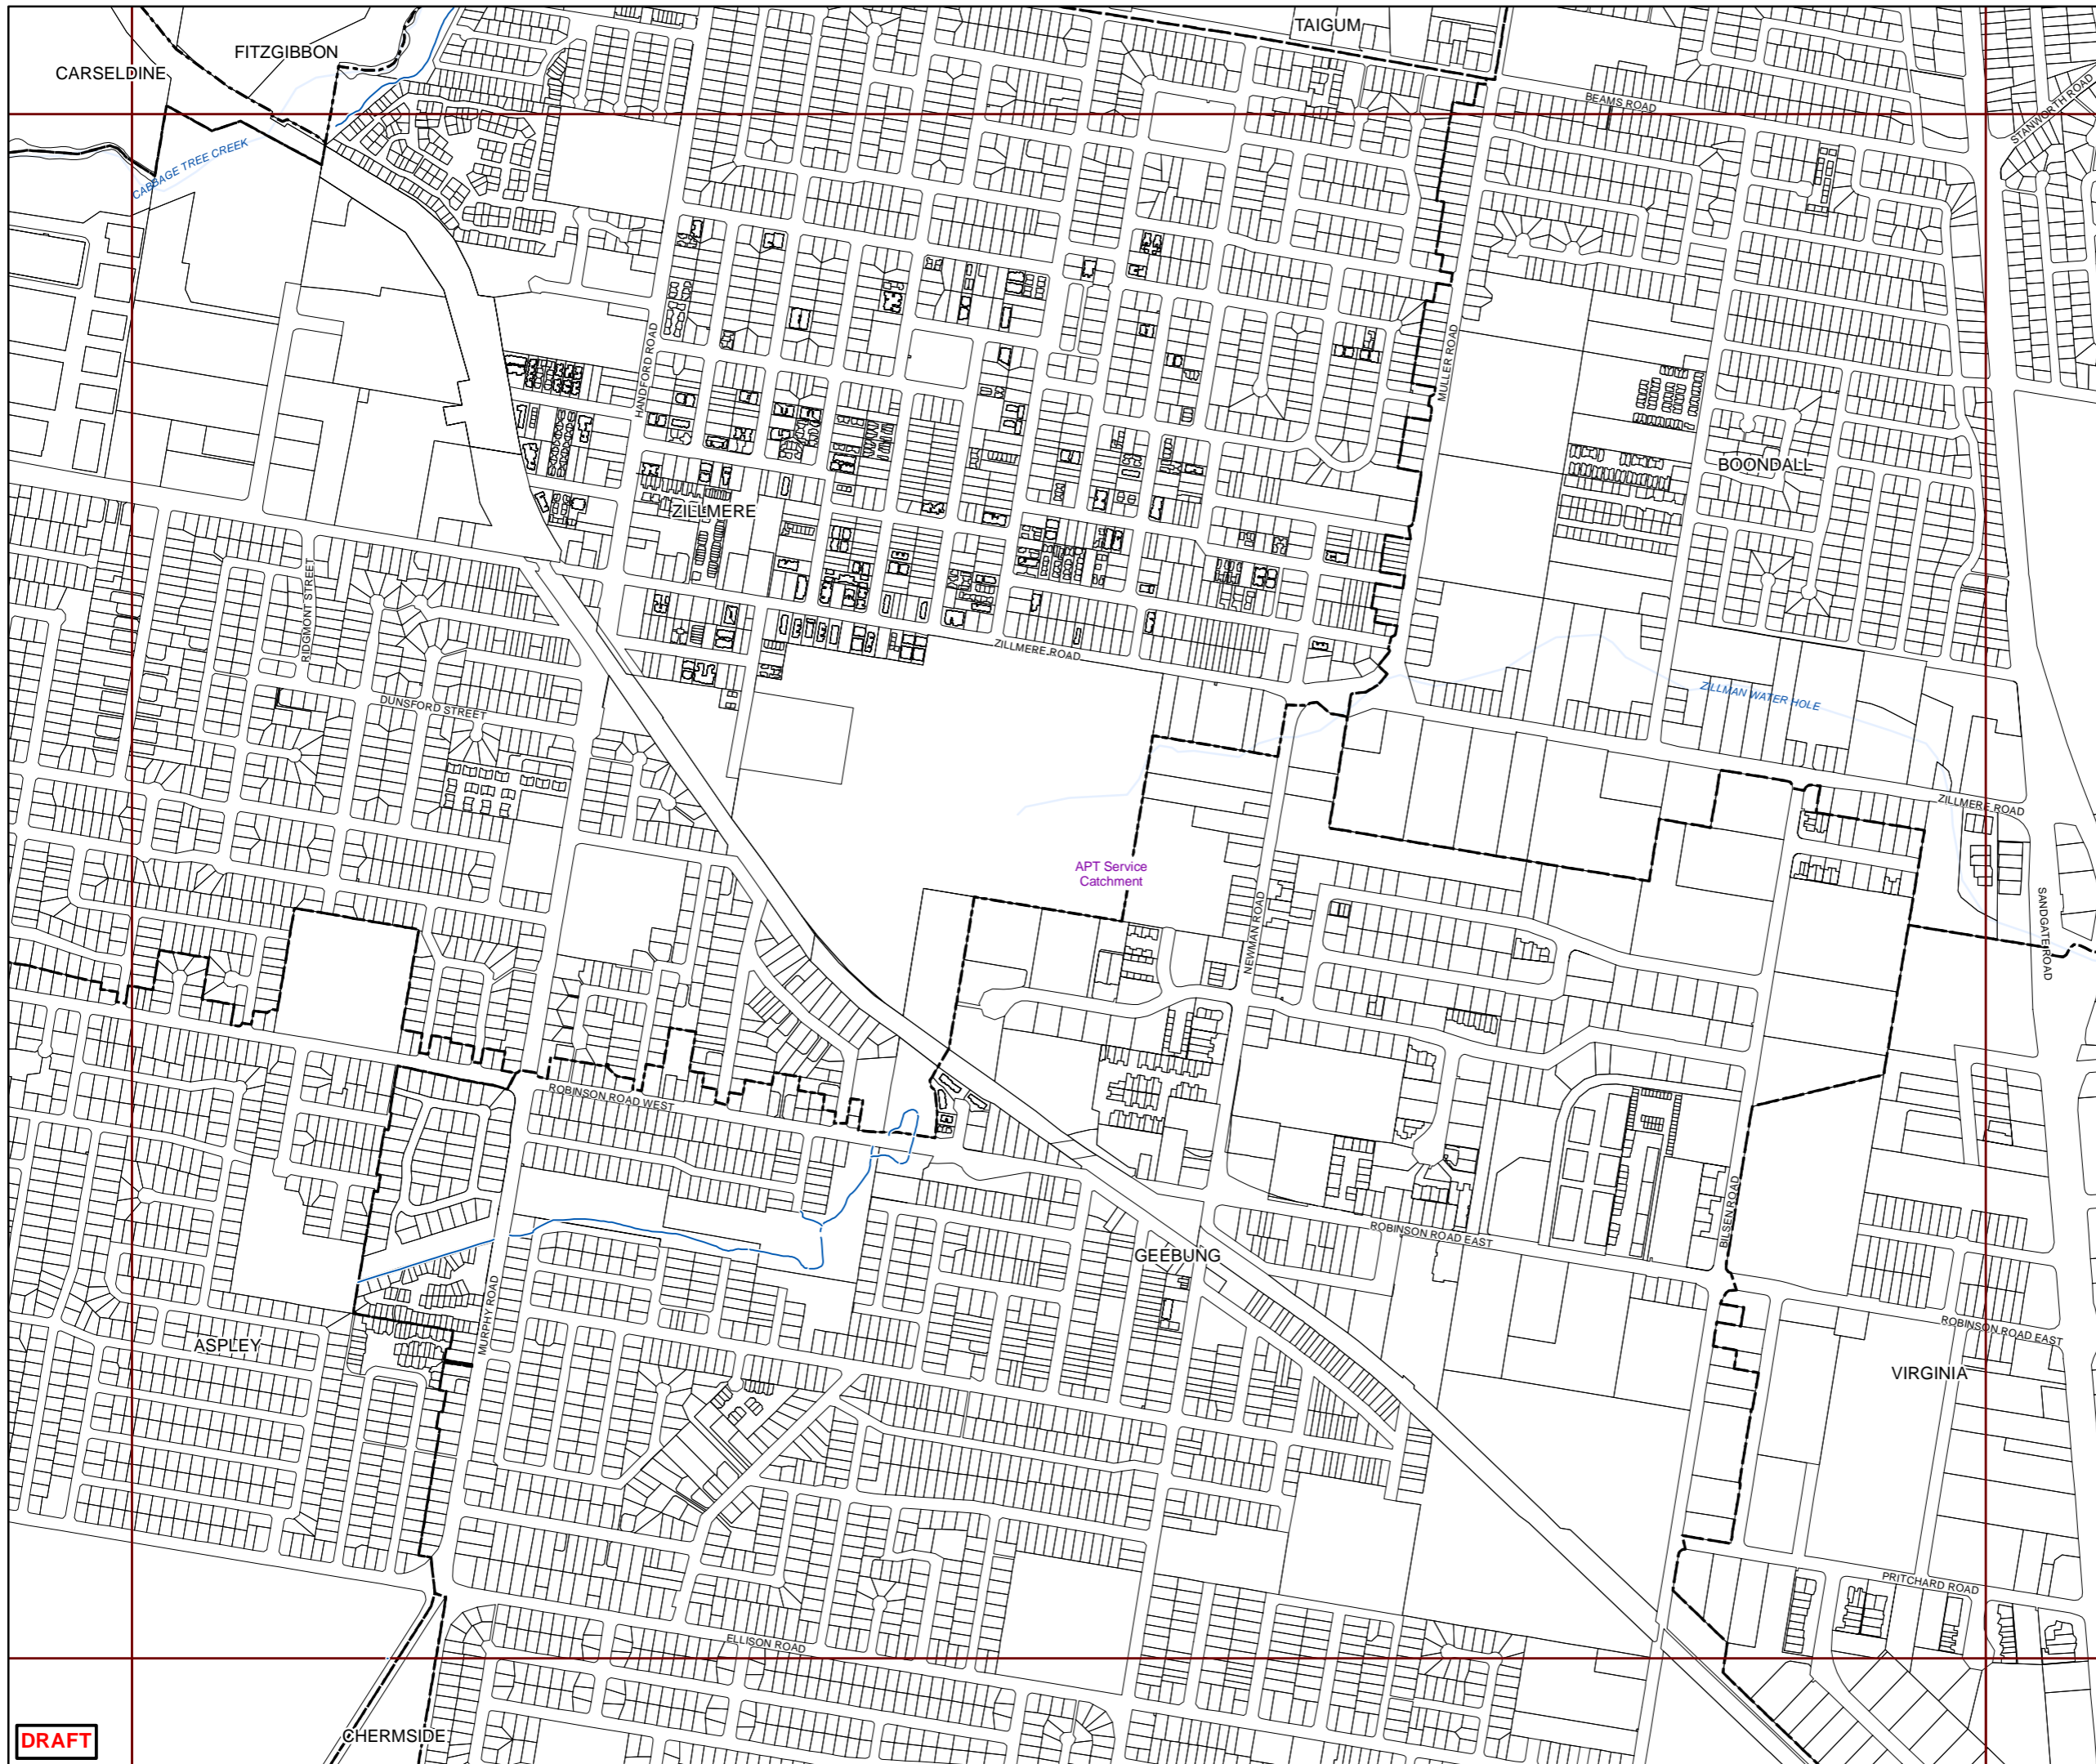 TAIGUM
FITZGIBBON
CARSELDINE
BEAMS ROAD
STANWORTH ROAD
CABBAGE TREE CREEK
HANDFORD ROAD
MULLER ROAD
BOONDALL
ZILLMERE
RIDGMONT STREET
ZILLMERE ROAD
ZILLMAN WATER HOLE
DUNSFORD STREET
ZILLMERE ROAD
APT Service
Catchment
NEWMAN ROAD
SANDGATE ROAD
ROBINSON ROAD WEST
BILSEN ROAD
ROBINSON ROAD EAST
GEEBUNG
MURPHY ROAD
ROBINSON ROAD EAST
ASPLEY
VIRGINIA
PRITCHARD ROAD
ELLISON ROAD
CHERMSIDE
DRAFT